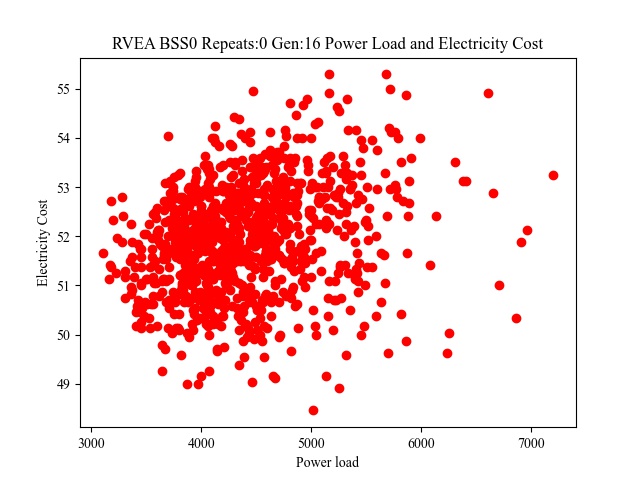 RVEA BSS0 Repeats:0 Gen:16 Power Load and Electricity Cost
55
54
53
52
51
50
49
Electricity Cost
3000 4000 5000 6000 7000
Power load